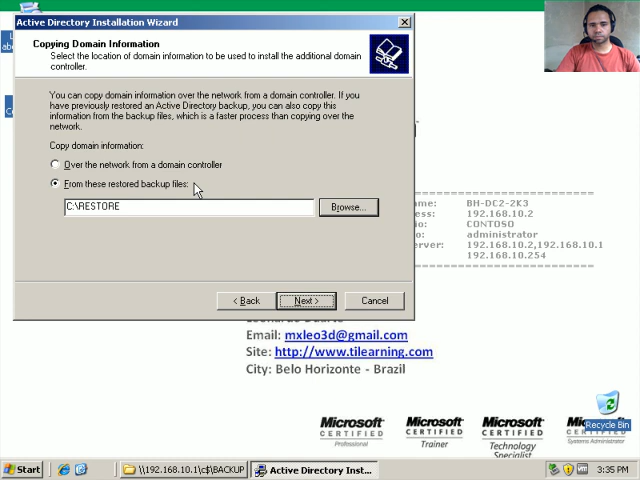 Active Directory Installation Wizard
Copying Domain Information
Select the location of domain information to be used to install the additional domain
controller.
You can copy domain information over the network from a domain controller. If you
have previously restored an Active Directory backup, you can also copy this
information from the backup files, which is a faster process than copying over the
network.
Copy domain information:
Over the network from a domain controller
From these restored backup files:
C:\RESTORE
Browse...
< Back
Next >
Cancel
ame: BH-DC2-2K3
ess: 192.168.10.2
io: CONTOSO
to: administrator
erver: 192.168.10.2,192.168.10.1
192.168.10.254
Email: mxleo3d@gmail.com
Site: http://www.tilearning.com
City: Belo Horizonte - Brazil
Recycle Bin
Microsoft
CERTIFIED
Professional
Microsoft
CERTIFIED
Trainer
Microsoft
CERTIFIED
Technology
Specialist
CERTIFIED
Systems Administrator
Start
\\192.168.10.1\c$\BACKUP
Active Directory Inst...
3:35 PM